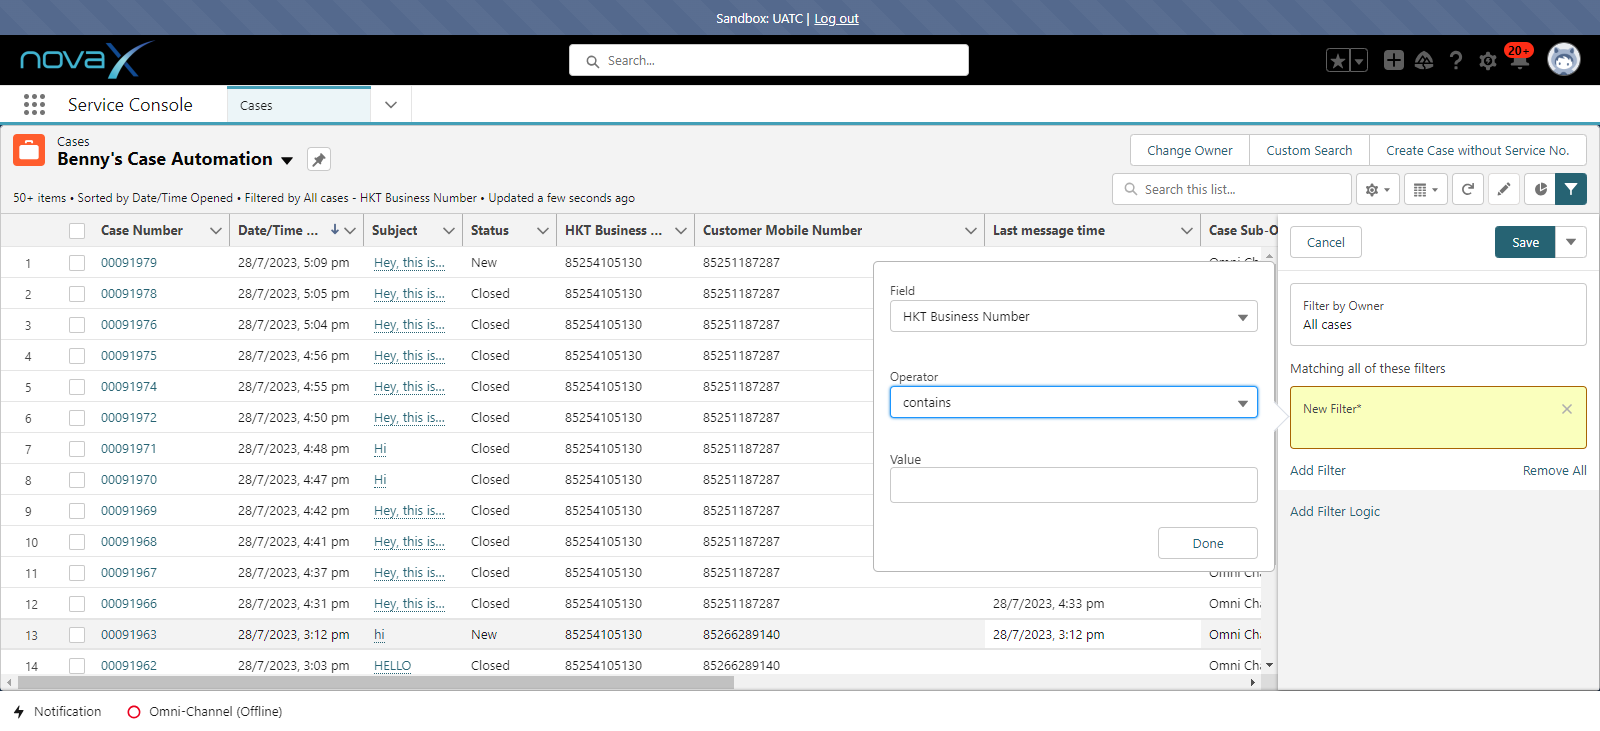 Sandbox: UATC | Log out
novaX
Search...
20+
Service Console
Cases
Cases
Benny's Case Automation
Change Owner
Custom Search
Create Case without Service No.
50+ items • Sorted by Date/Time Opened • Filtered by All cases - HKT Business Number • Updated a few seconds ago
Search this list...
Case Number Date/Time ... Subject Status HKT Business ... Customer Mobile Number Last message time Case Sub-O
1 00091979 28/7/2023, 5:09 pm Hey, this is... New 85254105130 85251187287 Omni Ch
2 00091978 28/7/2023, 5:05 pm Hey, this is... Closed 85254105130 85251187287
3 00091976 28/7/2023, 5:04 pm Hey, this is... Closed 85254105130 85251187287
4 00091975 28/7/2023, 4:56 pm Hey, this is... Closed 85254105130 85251187287
5 00091974 28/7/2023, 4:55 pm Hey, this is... Closed 85254105130 85251187287
6 00091972 28/7/2023, 4:50 pm Hey, this is... Closed 85254105130 85251187287
7 00091971 28/7/2023, 4:48 pm Hi Closed 85254105130 85251187287
8 00091970 28/7/2023, 4:47 pm Hi Closed 85254105130 85251187287
9 00091969 28/7/2023, 4:42 pm Hey, this is... Closed 85254105130 85251187287
10 00091968 28/7/2023, 4:41 pm Hey, this is... Closed 85254105130 85251187287
11 00091967 28/7/2023, 4:37 pm Hey, this is... Closed 85254105130 85251187287 Omni Ch
12 00091966 28/7/2023, 4:31 pm Hey, this is... Closed 85254105130 85251187287 28/7/2023, 4:33 pm Omni Cha
13 00091963 28/7/2023, 3:12 pm hi New 85254105130 85266289140 28/7/2023, 3:12 pm Omni Cha
14 00091962 28/7/2023, 3:03 pm HELLO Closed 85254105130 85266289140 Omni Ch
Field
HKT Business Number
Operator
contains
Value
Done
Cancel
Save
Filter by Owner
All cases
Matching all of these filters
New Filter*
Add Filter
Remove All
Add Filter Logic
Notification
Omni-Channel (Offline)